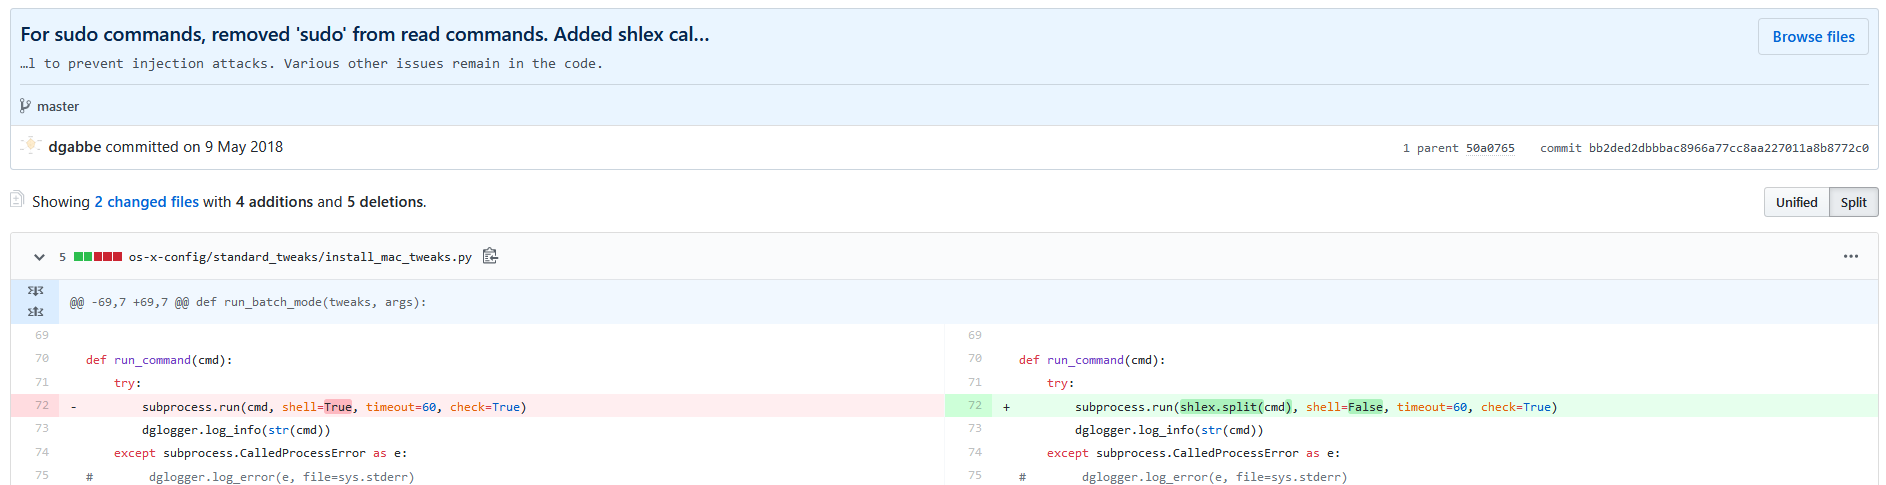 For sudo commands, removed 'sudo' from read commands. Added shlex cal…
Browse files
…l to prevent injection attacks. Various other issues remain in the code.
master
dgabbe committed on 9 May 2018
1 parent 50a0765 commit bb2ded2dbbbac8966a77cc8aa227011a8b8772c0
Showing 2 changed files with 4 additions and 5 deletions.
Unified Split
5 os-x-config/standard_tweaks/install_mac_tweaks.py
@@ -69,7 +69,7 @@ def run_batch_mode(tweaks, args):
69 69
70 def run_command(cmd): 70 def run_command(cmd):
71 try: 71 try:
72 - subprocess.run(cmd, shell=True, timeout=60, check=True) 72 + subprocess.run(shlex.split(cmd), shell=False, timeout=60, check=True)
73 dglogger.log_info(str(cmd)) 73 dglogger.log_info(str(cmd))
74 except subprocess.CalledProcessError as e: 74 except subprocess.CalledProcessError as e:
75 # dglogger.log_error(e, file=sys.stderr) 75 # dglogger.log_error(e, file=sys.stderr)